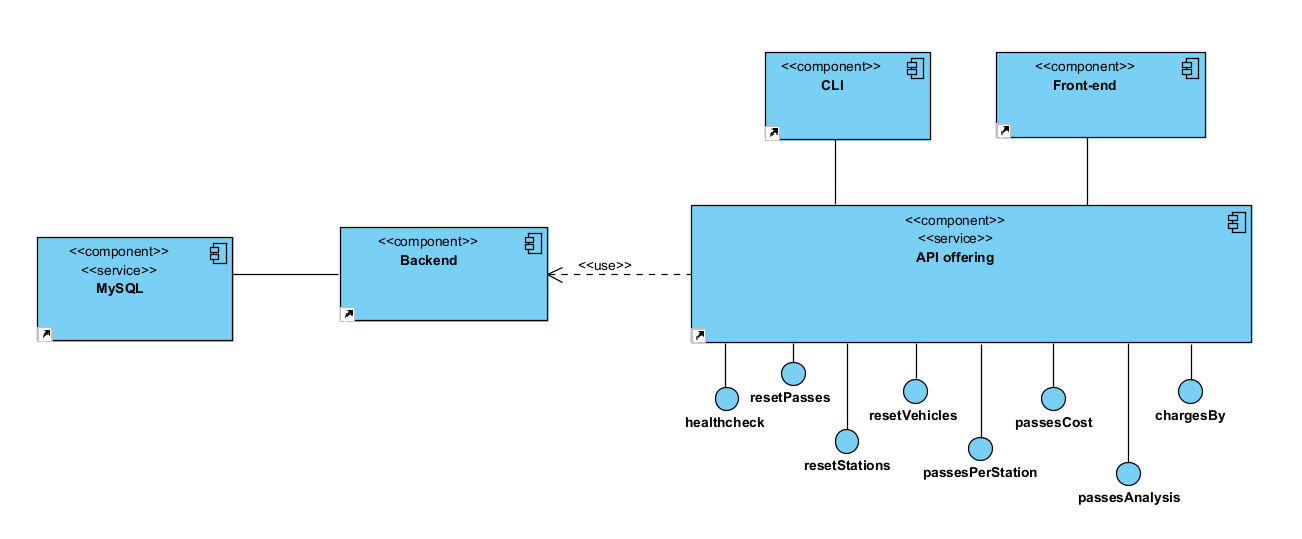 <<component>>
CLI
<<component>>
Front-end
<<component>>
<<service>>
MySQL
<<component>>
Backend
<<use>>
<<component>>
<<service>>
API offering
healthcheck
resetPasses
resetStations
resetVehicles
passesPerStation
passesCost
passesAnalysis
chargesBy